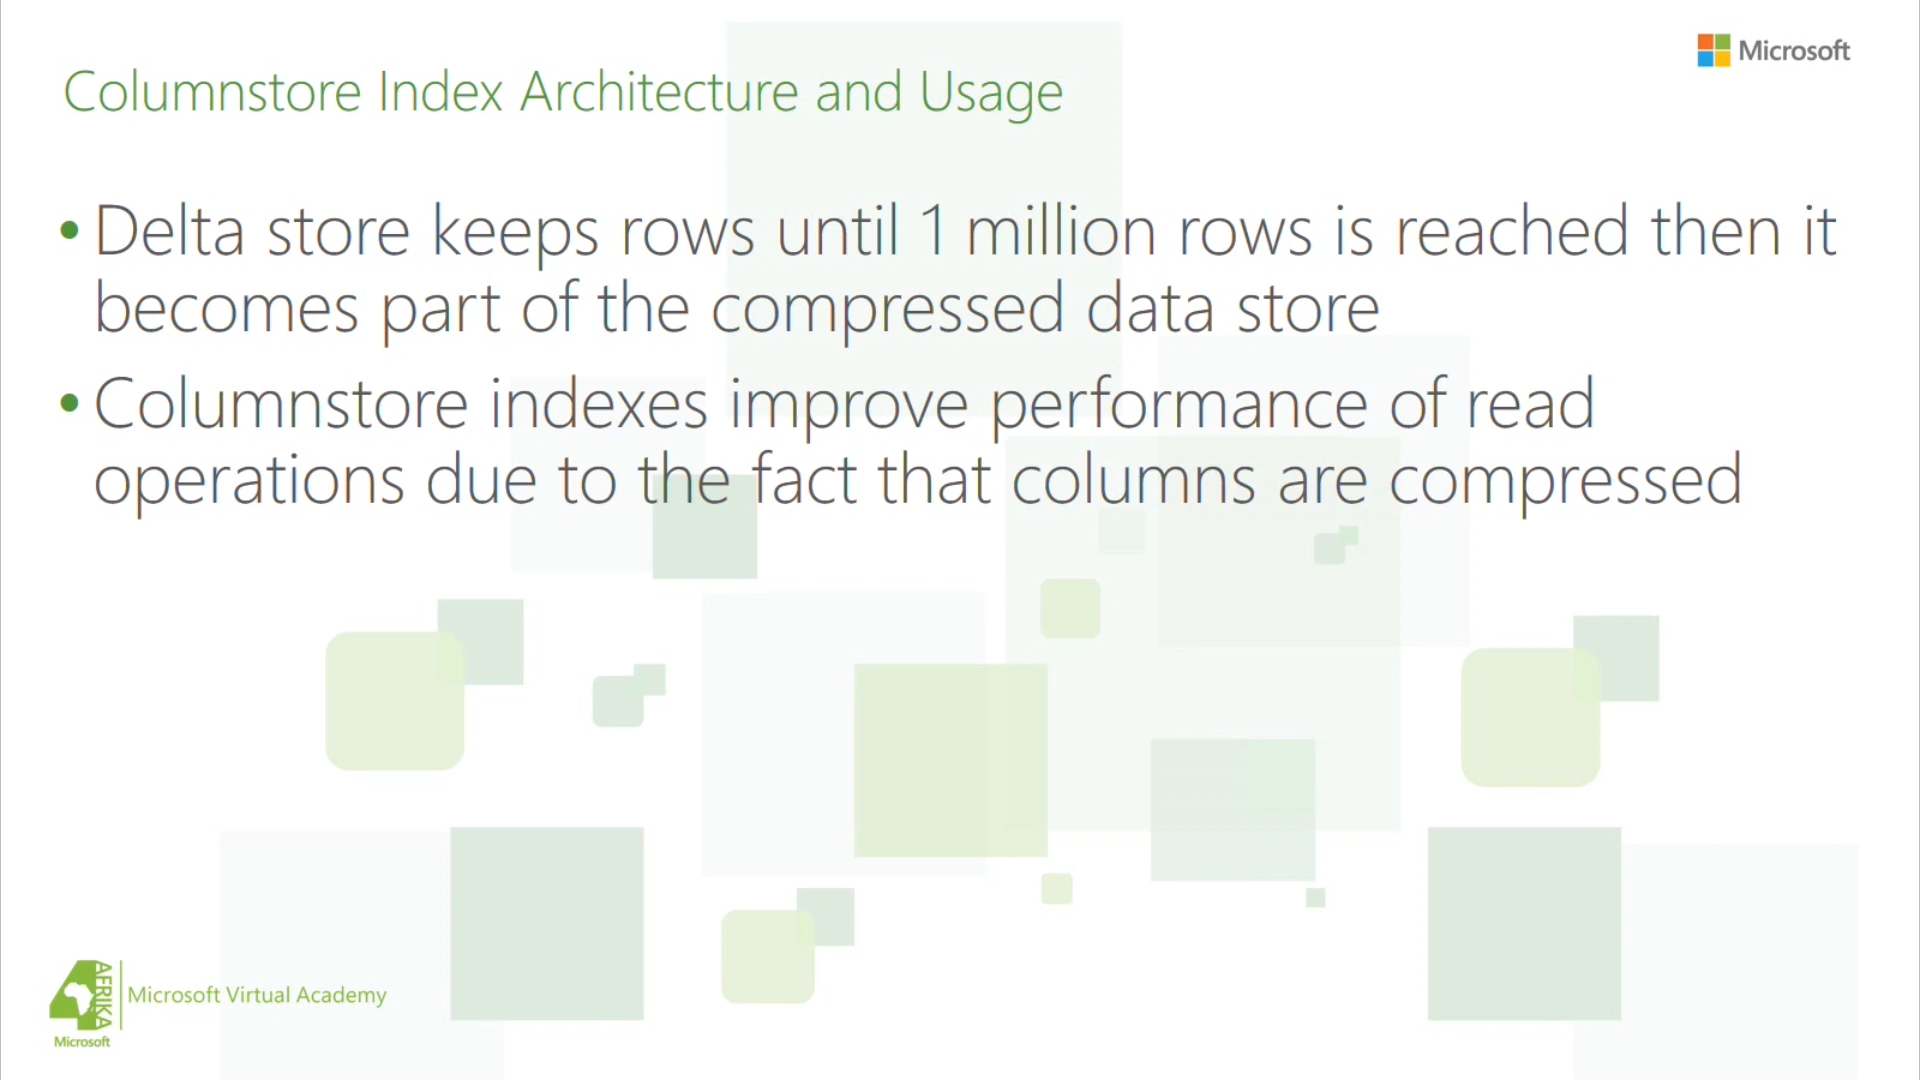 Microsoft
Columnstore Index Architecture and Usage
• Delta store keeps rows until 1 million rows is reached then it
becomes part of the compressed data store
• Columnstore indexes improve performance of read
operations due to the fact that columns are compressed
4AFRIKA
Microsoft Virtual Academy
Microsoft